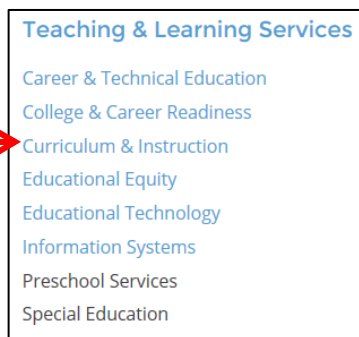 Teaching & Learning Services
Career & Technical Education
College & Career Readiness
Curriculum & Instruction
Educational Equity
Educational Technology
Information Systems
Preschool Services
Special Education